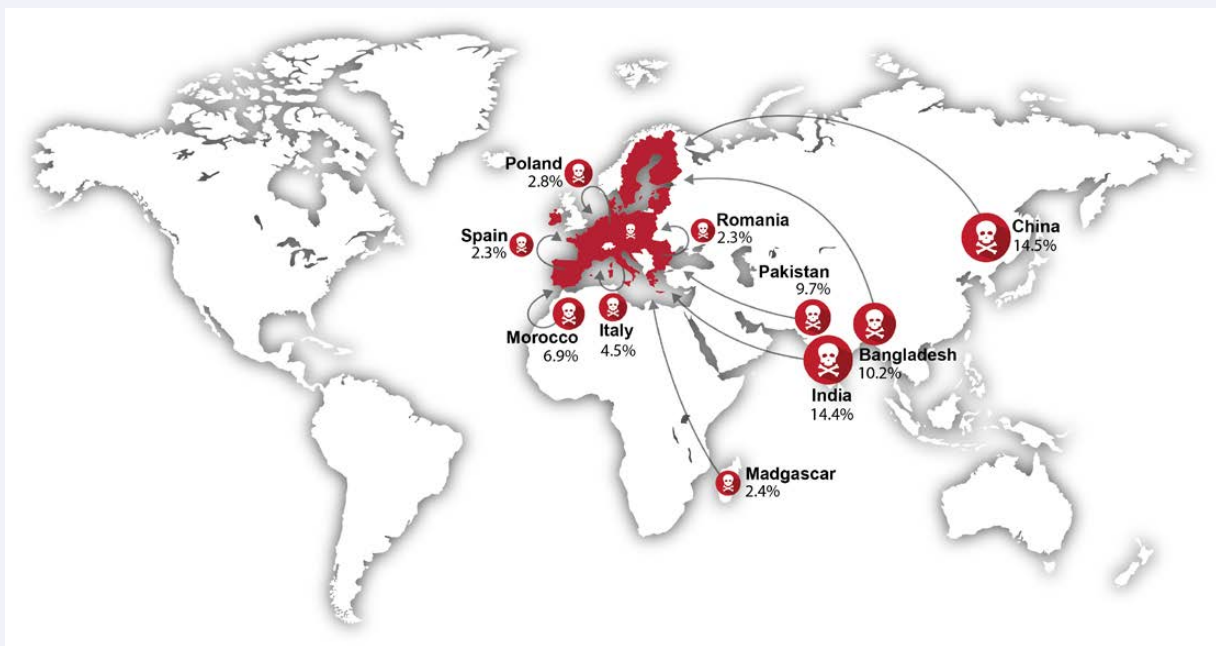 Poland
2.8%
Spain
2.3%
Romania
2.3%
China
14.5%
Pakistan
9.7%
Morocco
6.9%
Italy
4.5%
Bangladesh
10.2%
India
14.4%
Madagascar
2.4%